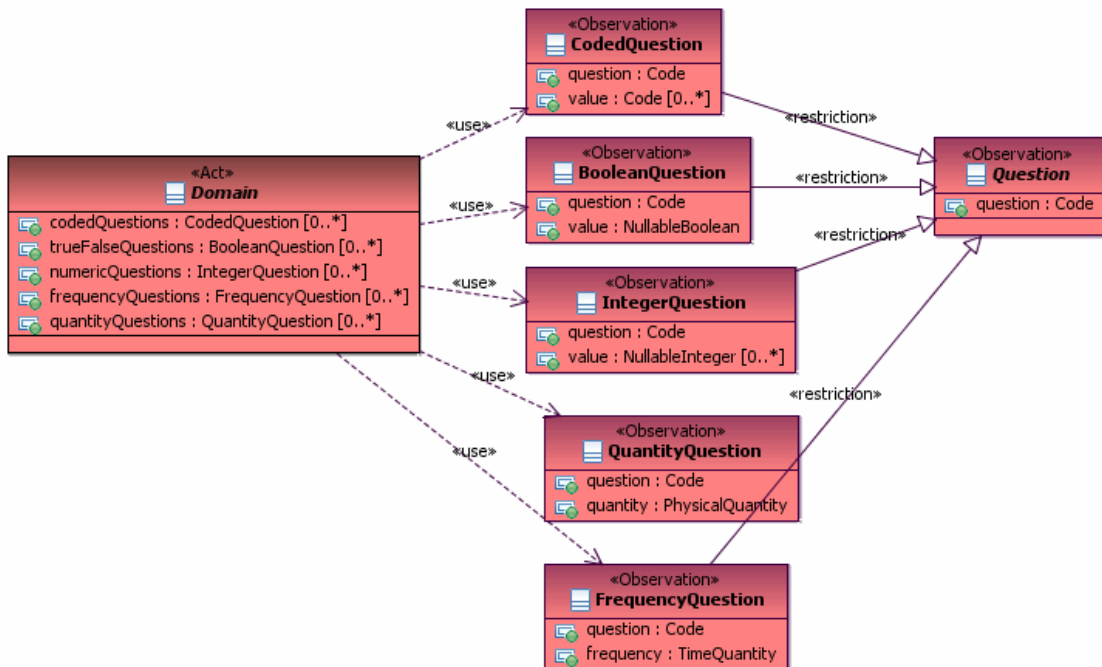 «Observation»
CodedQuestion
question : Code
value : Code [0..*]
«use»
«restriction»
«Act»
Domain
codedQuestions : CodedQuestion [0..*]
trueFalseQuestions : BooleanQuestion [0..*]
numericQuestions : IntegerQuestion [0..*]
frequencyQuestions : FrequencyQuestion [0..*]
quantityQuestions : QuantityQuestion [0..*]
«Observation»
BooleanQuestion
question : Code
value : NullableBoolean
«use»
«restriction»
«Observation»
Question
question : Code
«restriction»
«use»
«Observation»
IntegerQuestion
question : Code
value : NullableInteger [0..*]
«use»
«restriction»
«Observation»
QuantityQuestion
question : Code
quantity : PhysicalQuantity
«use»
«Observation»
FrequencyQuestion
question : Code
frequency : TimeQuantity